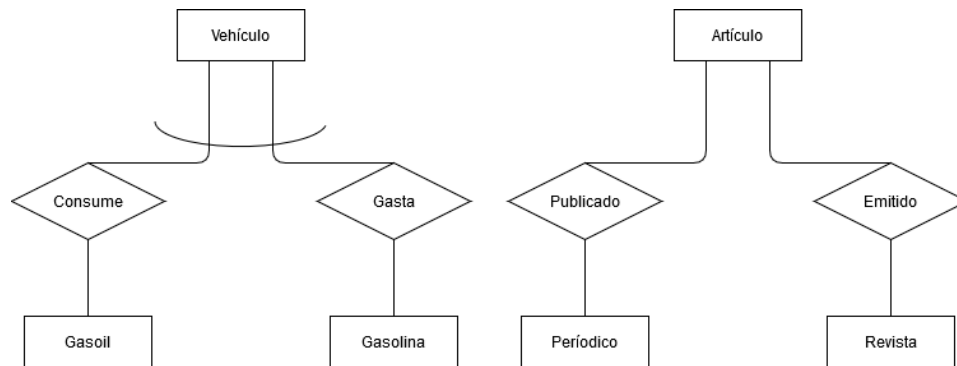 Vehículo
Artículo
Consume
Gasta
Publicado
Emitido
Gasoil
Gasolina
Períodico
Revista